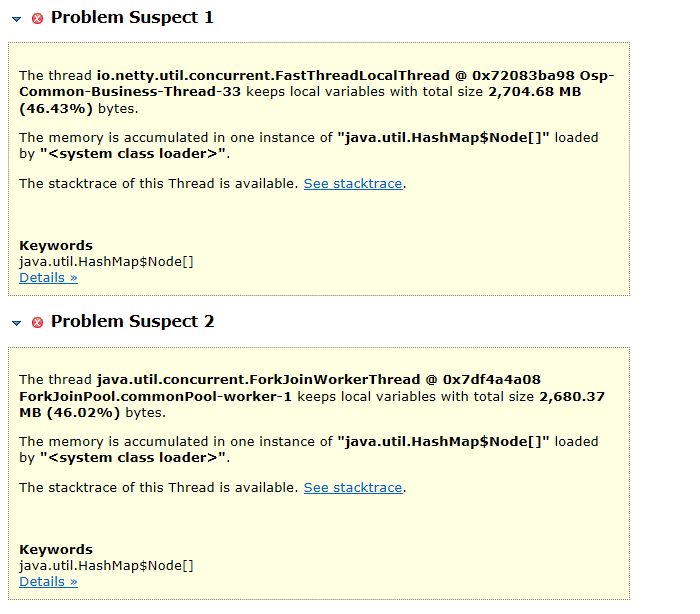 Problem Suspect 1
The thread io.netty.util.concurrent.FastThreadLocalThread @ 0x72083ba98 Osp-
Common-Business-Thread-33 keeps local variables with total size 2,704.68 MB
(46.43%) bytes.
The memory is accumulated in one instance of "java.util.HashMap$Node[]" loaded
by "<system class loader>".
The stacktrace of this Thread is available. See stacktrace.
Keywords
java.util.HashMap$Node[]
Details »
Problem Suspect 2
The thread java.util.concurrent.ForkJoinWorkerThread @ 0x7df4a4a08
ForkJoinPool.commonPool-worker-1 keeps local variables with total size 2,680.37
MB (46.02%) bytes.
The memory is accumulated in one instance of "java.util.HashMap$Node[]" loaded
by "<system class loader>".
The stacktrace of this Thread is available. See stacktrace.
Keywords
java.util.HashMap$Node[]
Details »